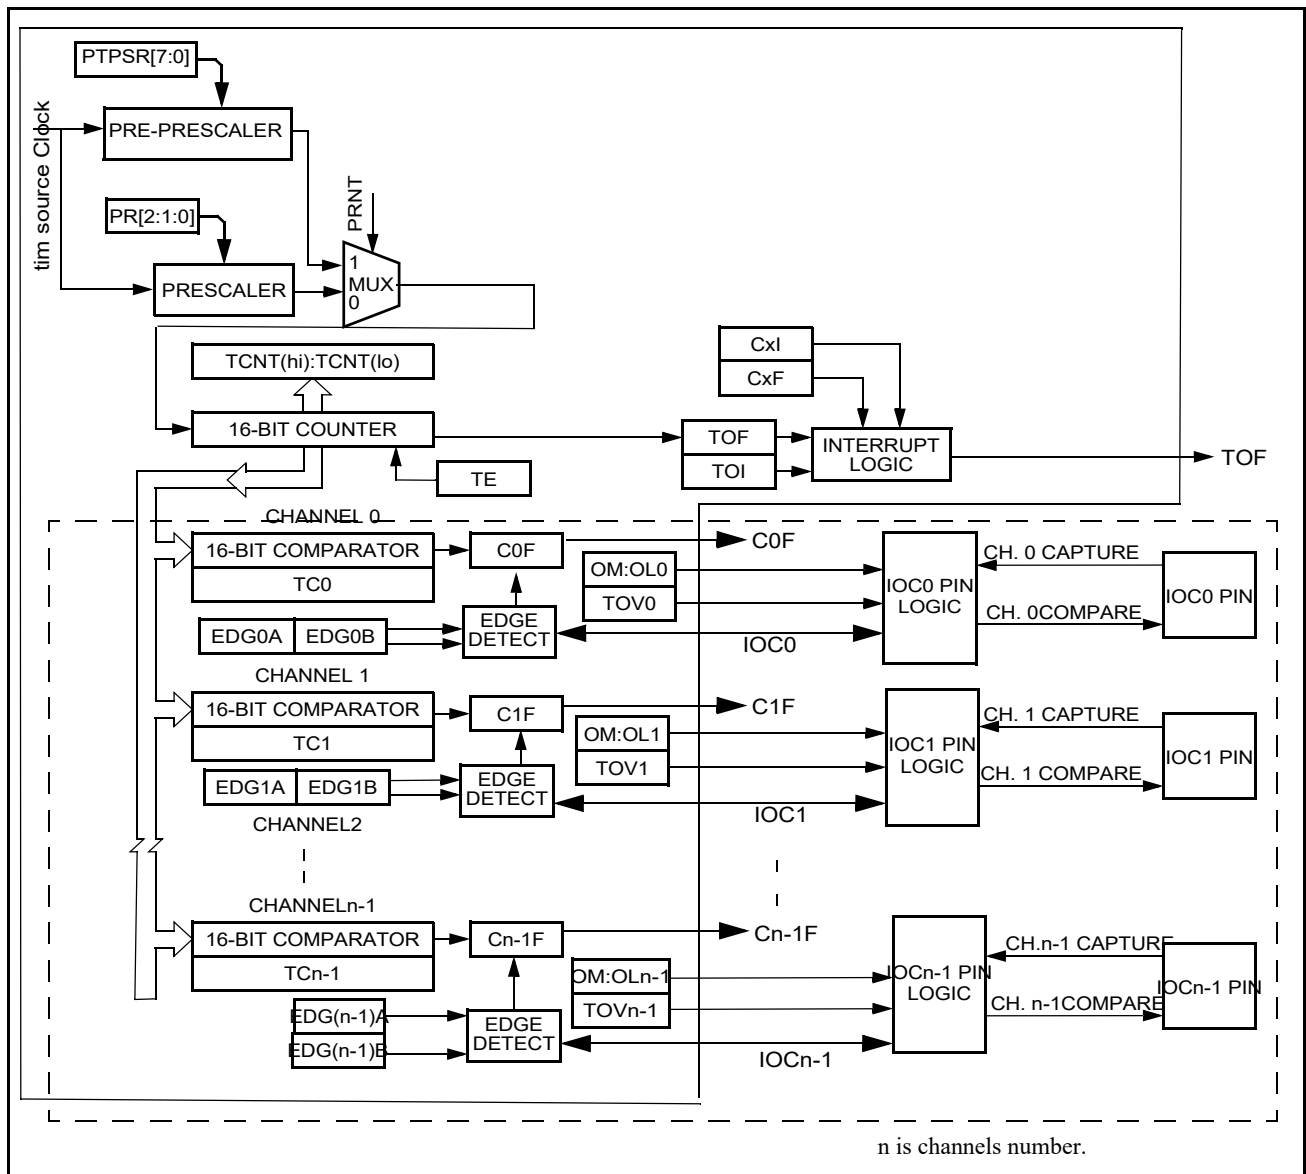 PTPSR[7:0]
tim source Clock
PRE-PRESCALER
PR[2:1:0]
PRNT
1
MUX
0
PRESCALER
TCNT(hi):TCNT(lo)
CxI
CxF
16-BIT COUNTER
TOF
TOI
INTERRUPT
LOGIC
TOF
TE
CHANNEL 0
16-BIT COMPARATOR
TC0
C0F
C0F
OM:OL0
TOV0
IOC0 PIN
LOGIC
CH. 0 CAPTURE
CH. 0COMPARE
IOC0 PIN
EDG0A
EDG0B
EDGE
DETECT
IOC0
CHANNEL 1
16-BIT COMPARATOR
TC1
C1F
C1F
OM:OL1
TOV1
IOC1 PIN
LOGIC
CH. 1 CAPTURE
CH. 1 COMPARE
IOC1 PIN
EDG1A
EDG1B
EDGE
DETECT
IOC1
CHANNEL2
CHANNELn-1
16-BIT COMPARATOR
TCn-1
Cn-1F
Cn-1F
OM:OLn-1
TOVn-1
IOCn-1 PIN
LOGIC
CH.n-1 CAPTURE
CH. n-1COMPARE
IOCn-1 PIN
EDG(n-1)A
EDG(n-1)B
EDGE
DETECT
IOCn-1
n is channels number.